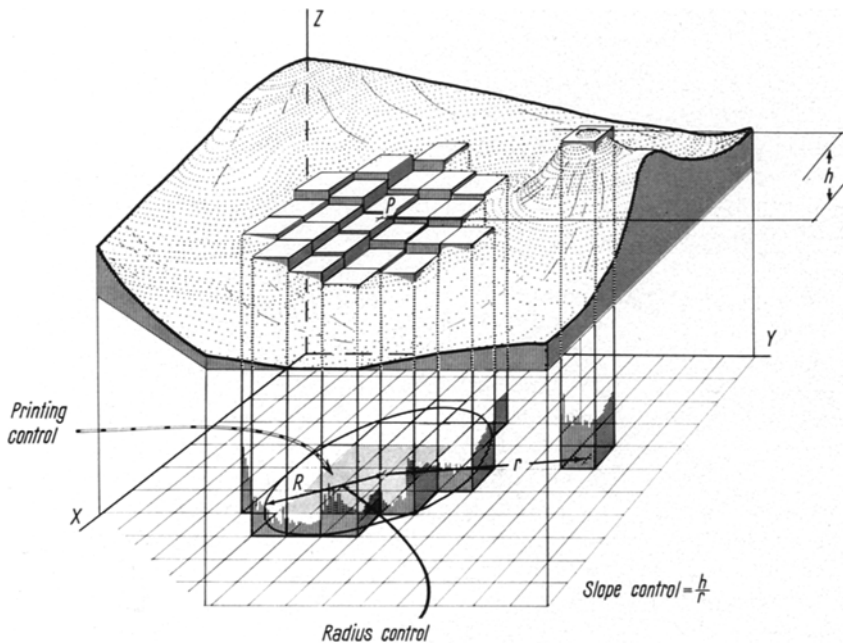 Z
P
h
Y
Printing
control
R
r
X
Slope control = h/r
Radius control